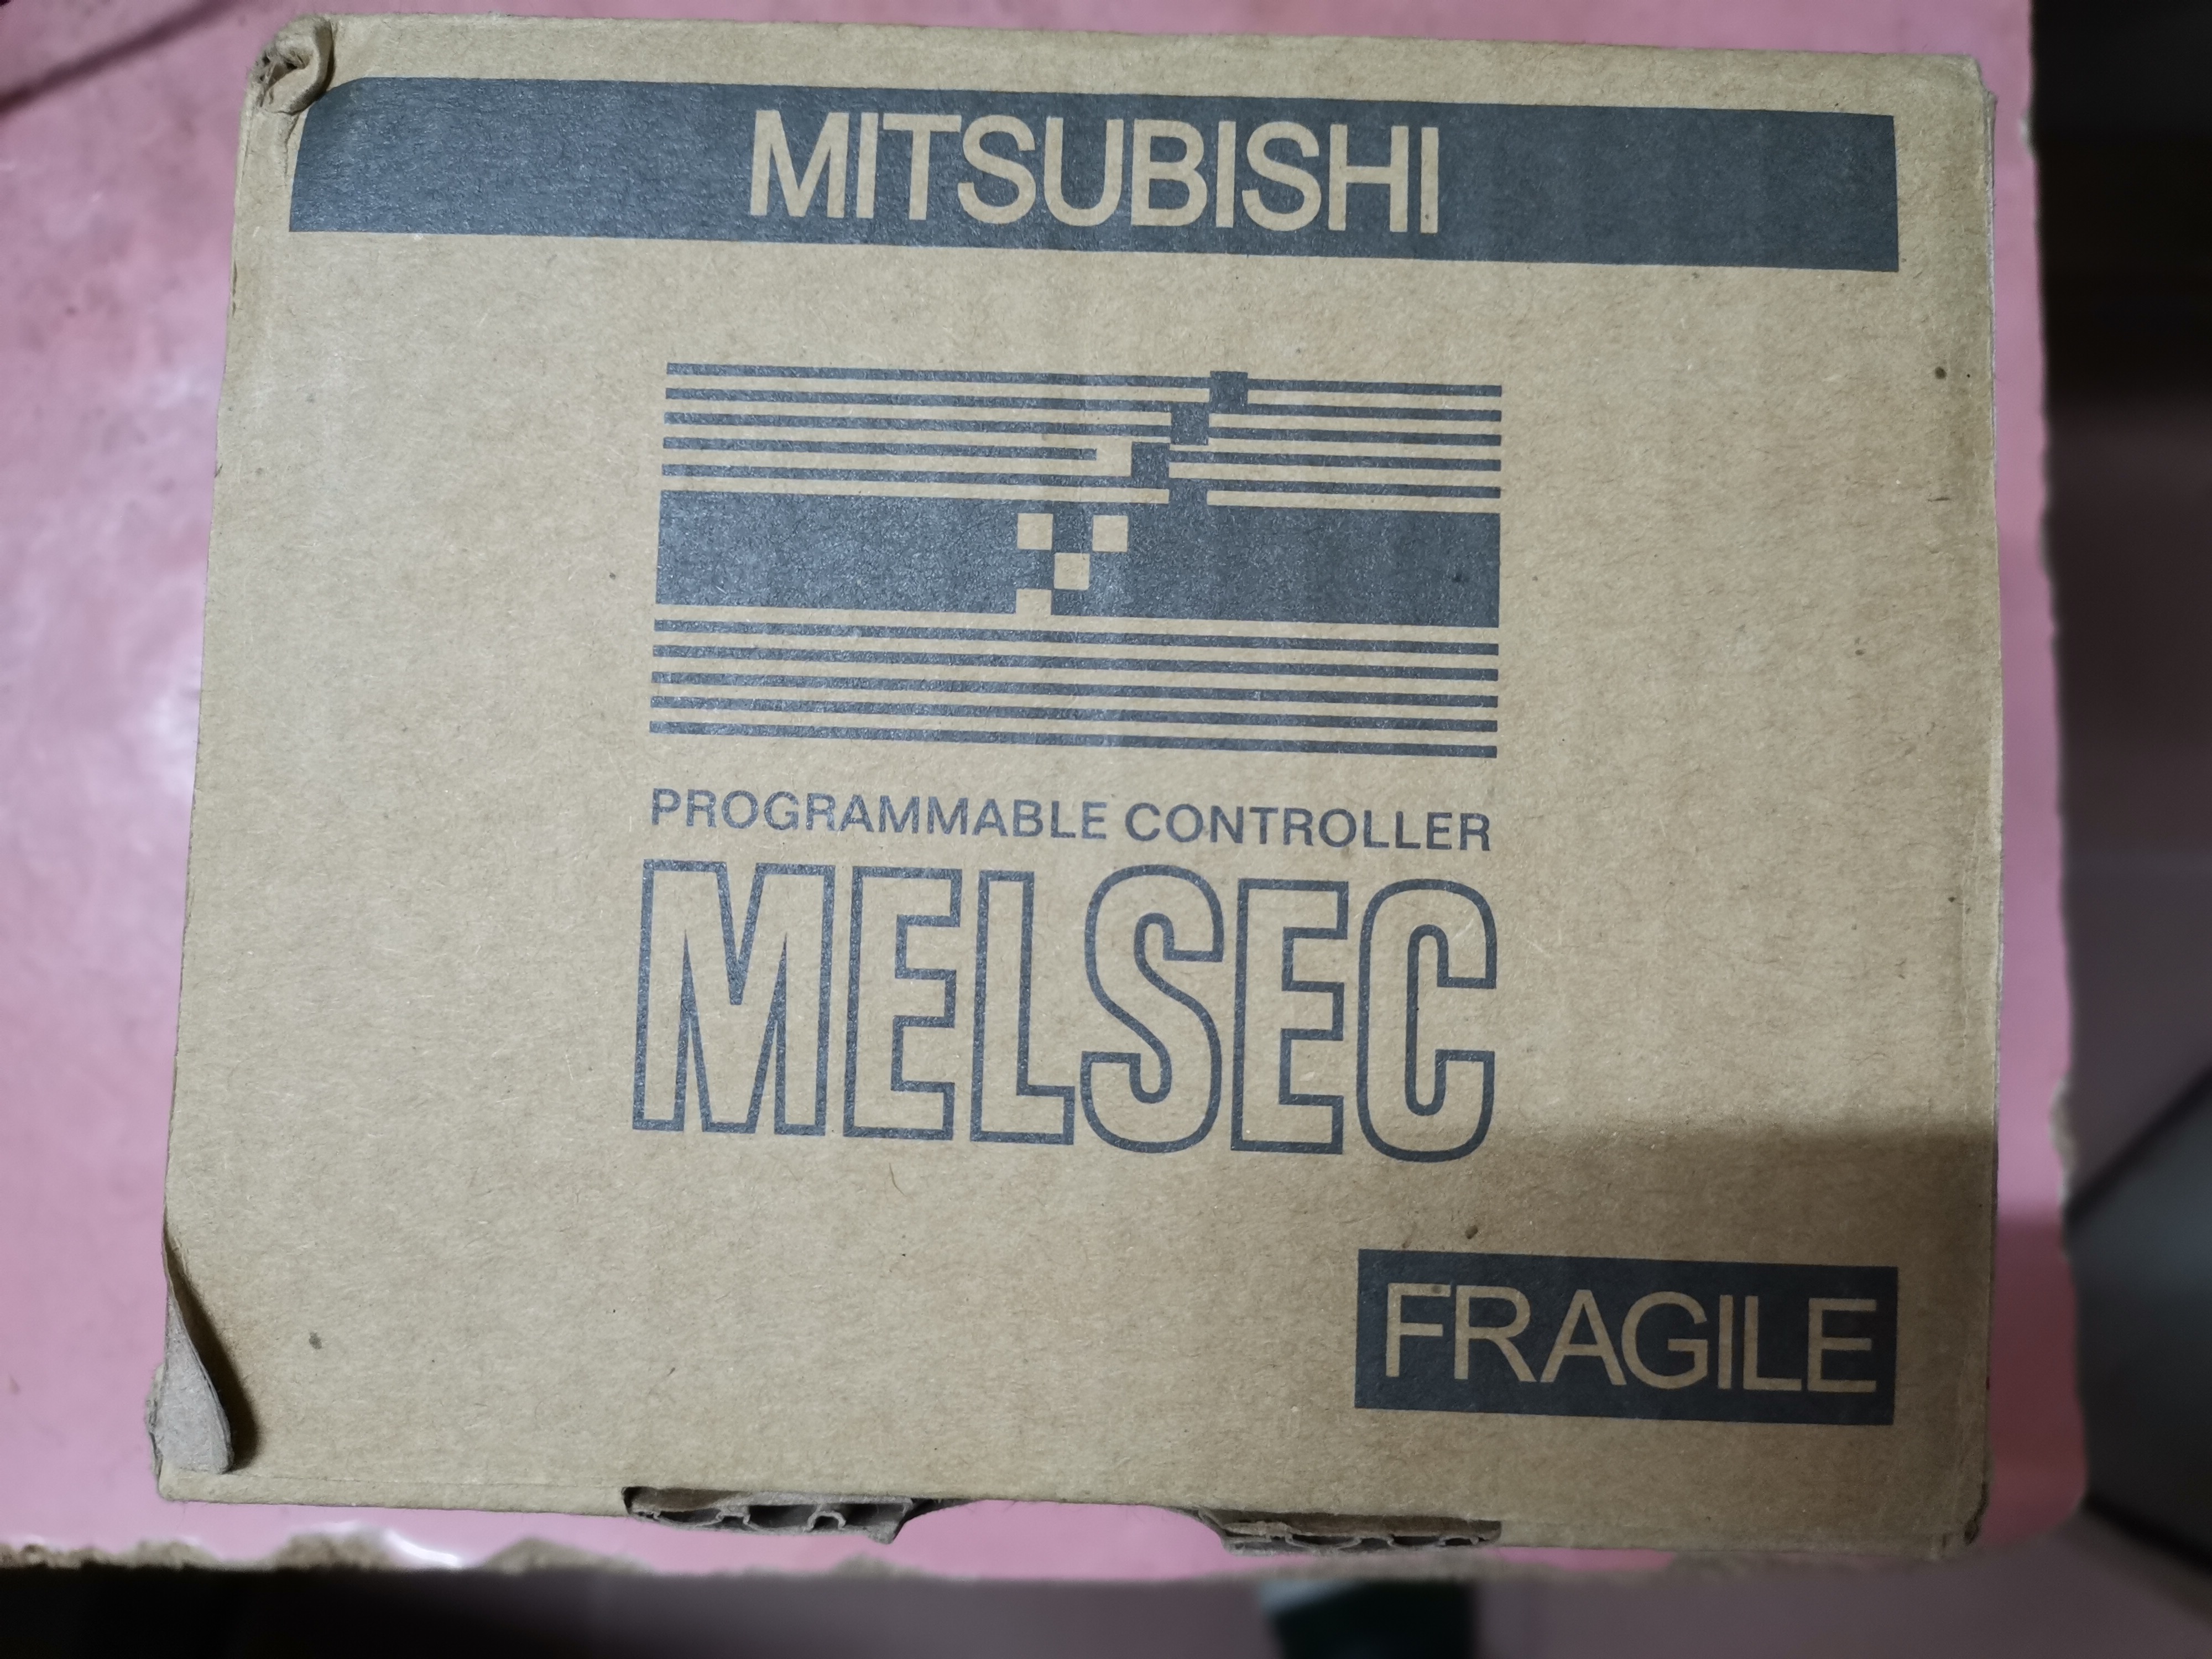 MITSUBISHI
PROGRAMMABLE CONTROLLER
MELSEC
FRAGILE